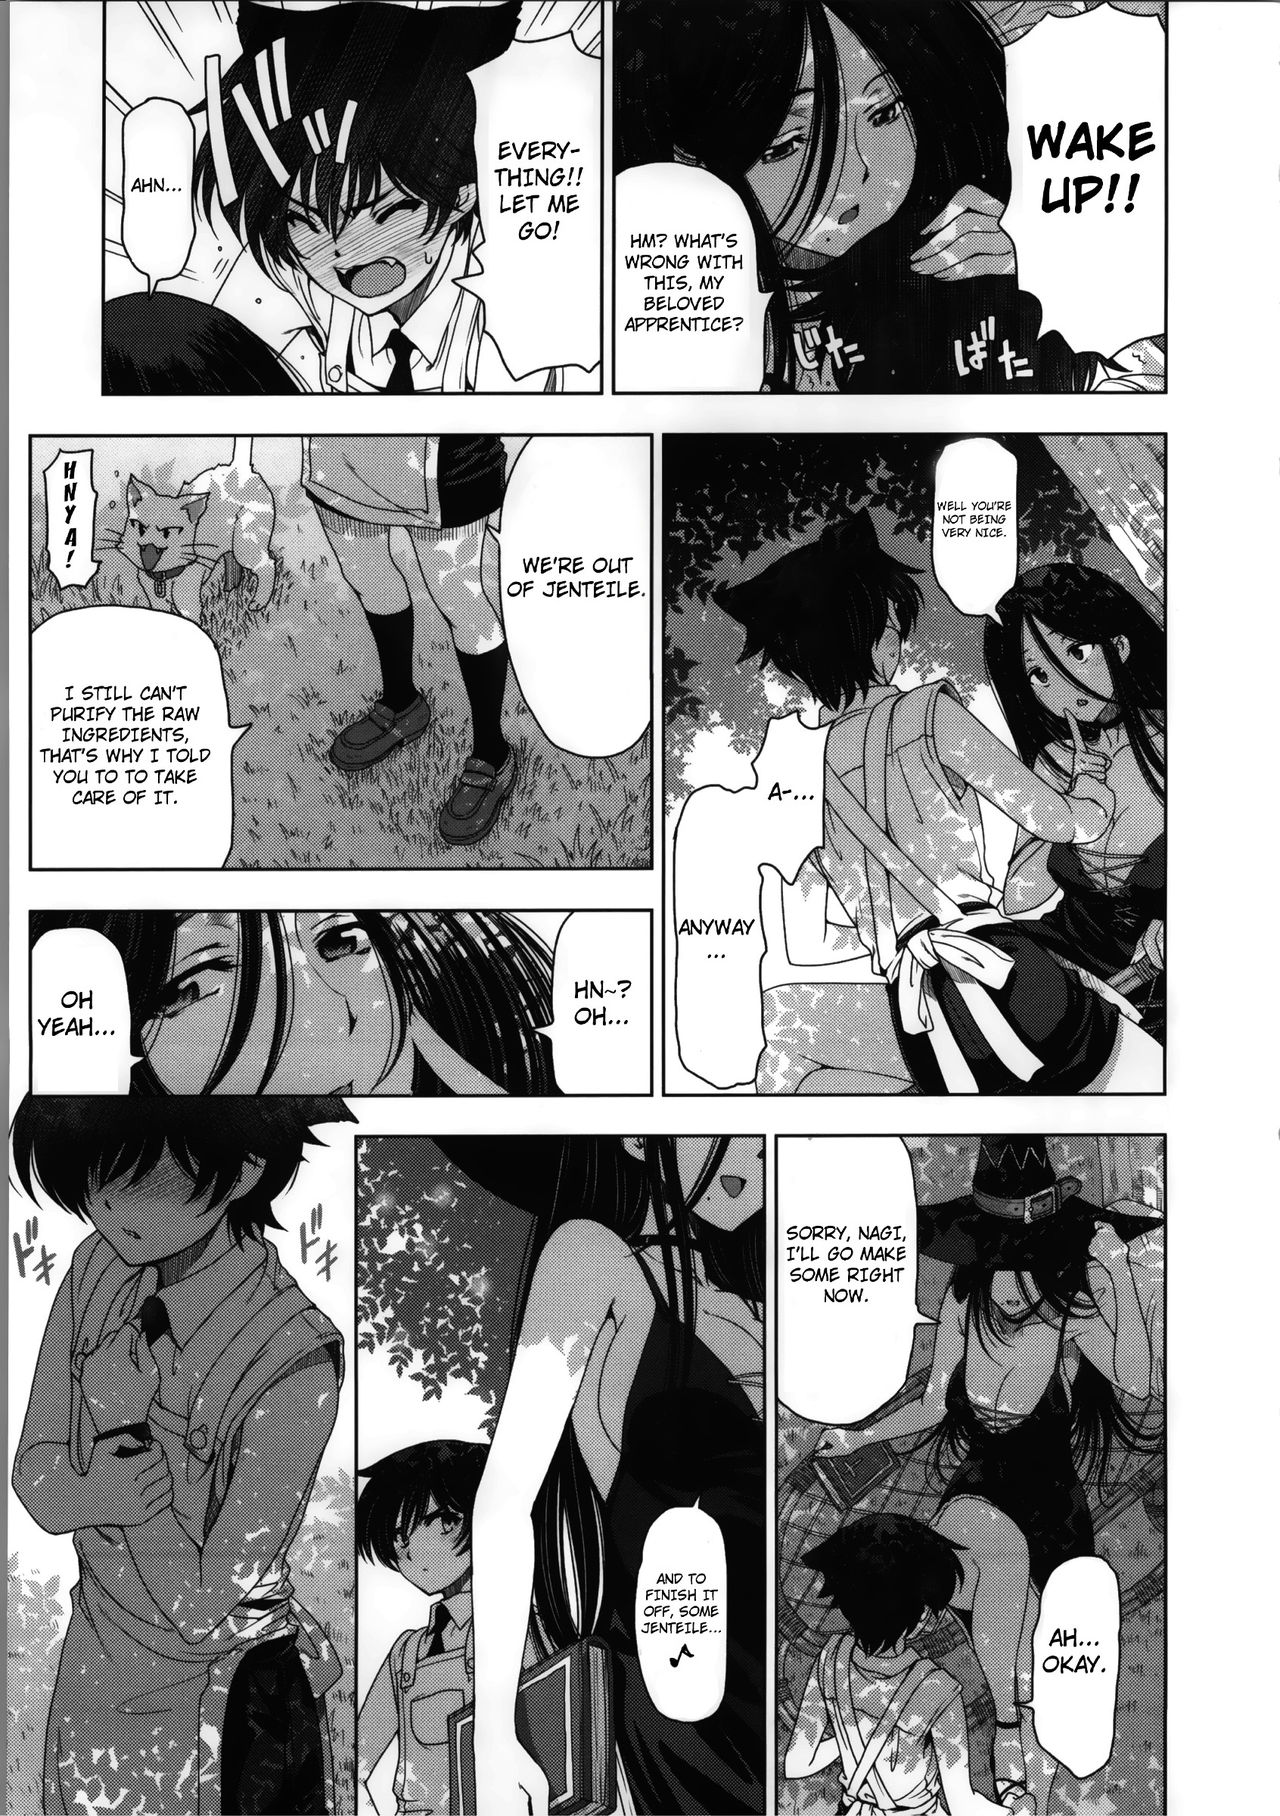 WAKE
UP!!
HM? WHAT'S
WRONG WITH
THIS, MY
BELOVED
APPRENTICE?
ばた
じた
EVERY-
THING!!
LET ME
GO!
AHN...
WELL YOU'RE
NOT BEING
VERY NICE.
A-...
ANYWAY
...
WE'RE OUT
OF JENTEILE.
HNYA!
I STILL CAN'T
PURIFY THE RAW
INGREDIENTS,
THAT'S WHY I TOLD
YOU TO TO TAKE
CARE OF IT.
HN~?
OH...
OH
YEAH...
SORRY, NAGI,
I'LL GO MAKE
SOME RIGHT
NOW.
AH...
OKAY.
AND TO
FINISH IT
OFF, SOME
JENTEILE...
♪
ドキ
ドキ